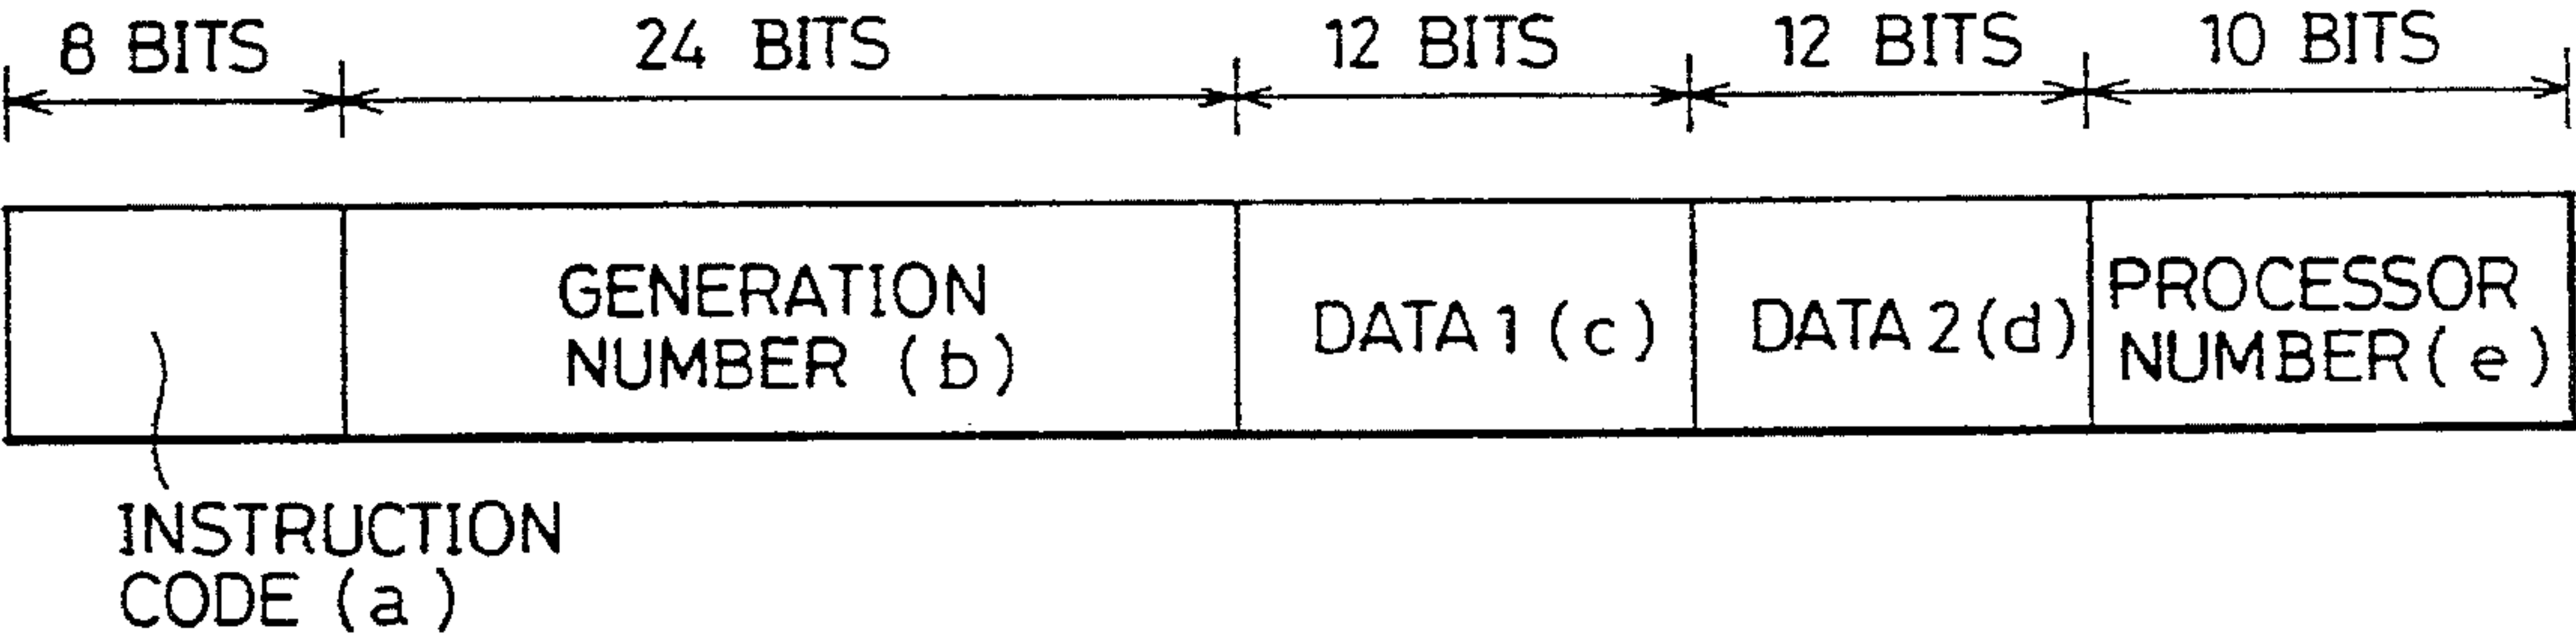 8 BITS
24 BITS
12 BITS
12 BITS
10 BITS
GENERATION
NUMBER (b)
DATA 1 (c)
DATA 2 (d)
PROCESSOR
NUMBER (e)
INSTRUCTION
CODE (a)